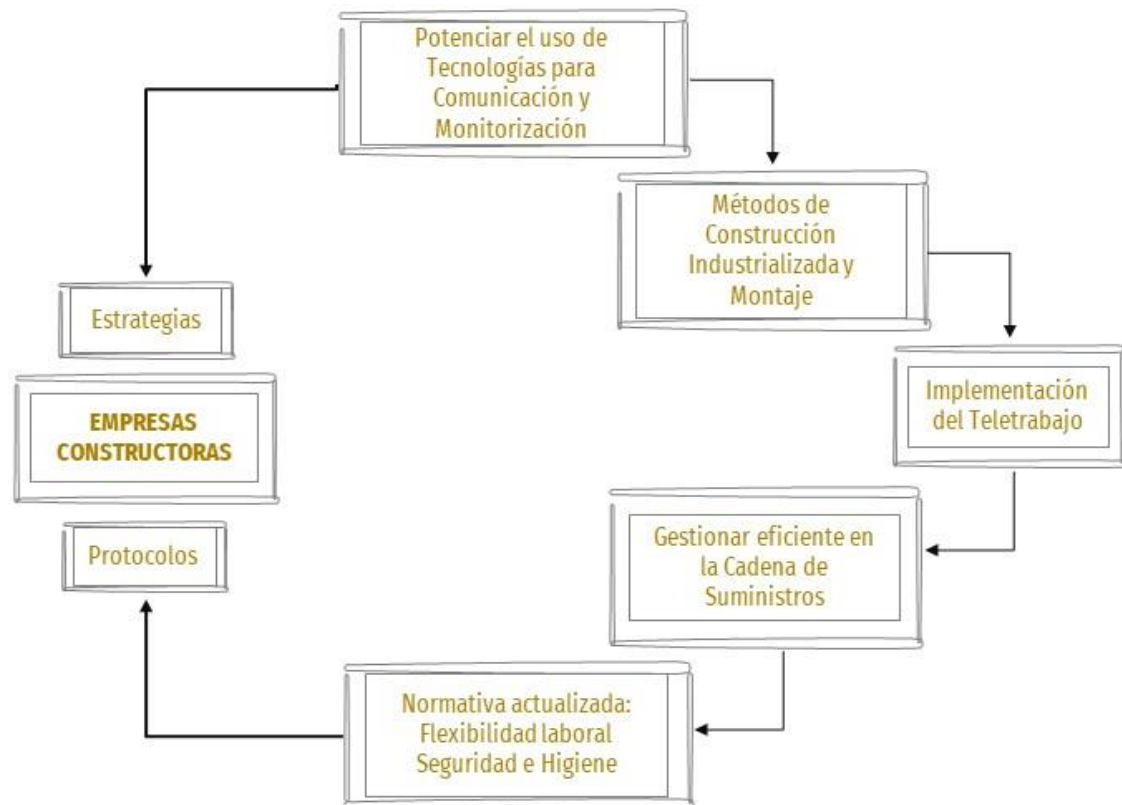 Potenciar el uso de
Tecnologías para
Comunicación y
Monitorización
Métodos de
Construcción
Industrializada y
Montaje
Implementación
del Teletrabajo
Gestionar eficiente en
la Cadena de
Suministros
Normativa actualizada:
Flexibilidad laboral
Seguridad e Higiene
Estrategias
EMPRESAS
CONSTRUCTORAS
Protocolos